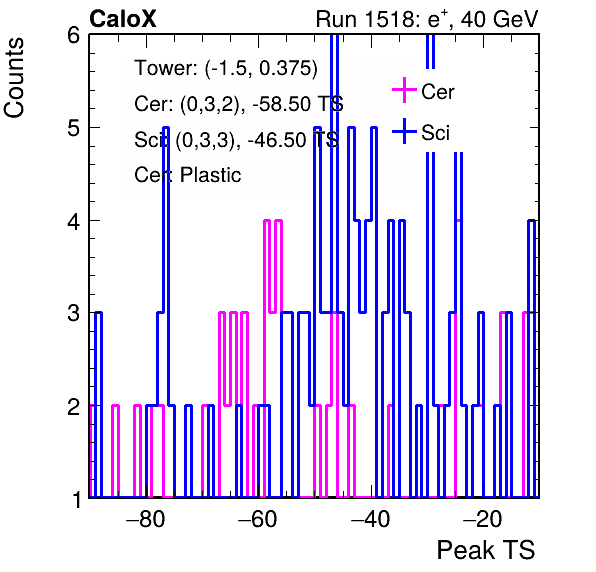 CaloX Run 1518: e⁺, 40 GeV
Counts
Tower: (-1.5, 0.375)
Cer: (0,3,2), -58.50 TS
Sci: (0,3,3), -46.50 TS
Cer: Plastic
Cer
Sci
6
5
4
3
2
1
−80 −60 −40 −20
Peak TS